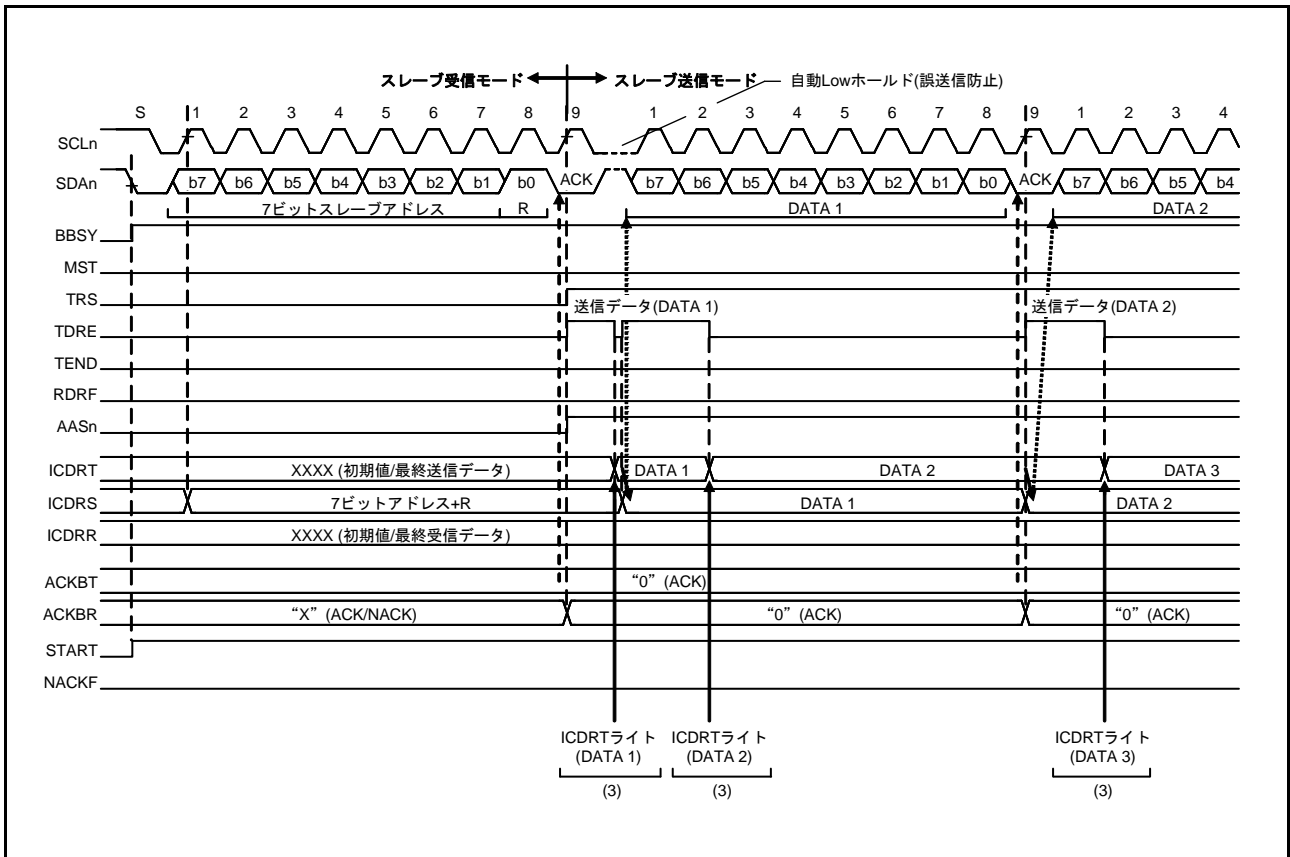 スレーブ受信モード スレーブ送信モード 自動Lowホールド(誤送信防止)
S 1 2 3 4 5 6 7 8 9 1 2 3 4 5 6 7 8 9 1 2 3 4
SCLn
SDAn b7 b6 b5 b4 b3 b2 b1 b0 ACK b7 b6 b5 b4 b3 b2 b1 b0 ACK b7 b6 b5 b4
7ビットスレーブアドレス R DATA 1 DATA 2
BBSY
MST
TRS
送信データ(DATA 1) 送信データ(DATA 2)
TDRE
TEND
RDRF
AASn
ICDRT XXXX (初期値/最終送信データ) DATA 1 DATA 2 DATA 3
ICDRS 7ビットアドレス+R DATA 1 DATA 2
ICDRR XXXX (初期値/最終受信データ)
ACKBT “0” (ACK)
ACKBR “X” (ACK/NACK) “0” (ACK) “0” (ACK)
START
NACKF
ICDRTライト ICDRTライト ICDRTライト
(DATA 1) (DATA 2) (DATA 3)
(3) (3) (3)